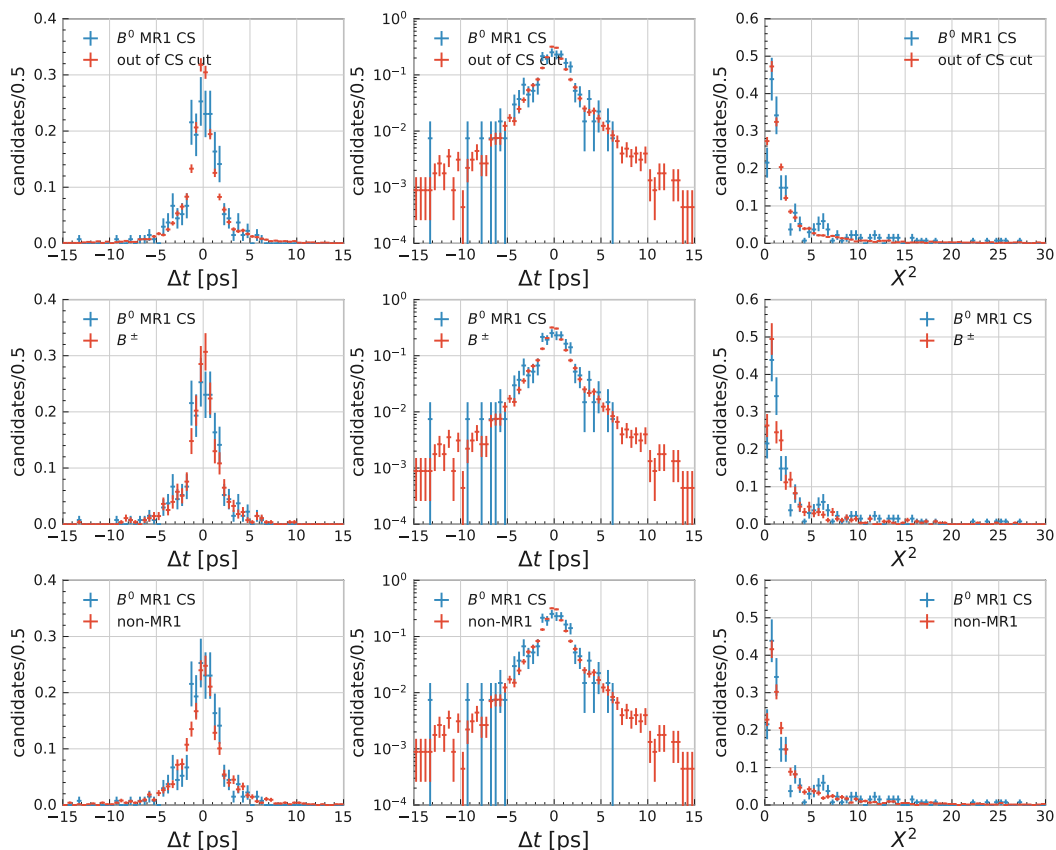 0.4
0.3
0.2
0.1
0.0
candidates/0.5
B⁰ MR1 CS
out of CS cut
−15 −10 −5 0 5 10 15
Δt [ps]
10⁰
10⁻¹
10⁻²
10⁻³
10⁻⁴
candidates/0.5
B⁰ MR1 CS
out of CS cut
−15 −10 −5 0 5 10 15
Δt [ps]
0.6
0.5
0.4
0.3
0.2
0.1
0.0
candidates/0.5
B⁰ MR1 CS
out of CS cut
0 5 10 15 20 25 30
X²
0.4
0.3
0.2
0.1
0.0
candidates/0.5
B⁰ MR1 CS
B±
−15 −10 −5 0 5 10 15
Δt [ps]
10⁰
10⁻¹
10⁻²
10⁻³
10⁻⁴
candidates/0.5
B⁰ MR1 CS
B±
−15 −10 −5 0 5 10 15
Δt [ps]
0.6
0.5
0.4
0.3
0.2
0.1
0.0
candidates/0.5
B⁰ MR1 CS
B±
0 5 10 15 20 25 30
X²
0.4
0.3
0.2
0.1
0.0
candidates/0.5
B⁰ MR1 CS
non-MR1
−15 −10 −5 0 5 10 15
Δt [ps]
10⁰
10⁻¹
10⁻²
10⁻³
10⁻⁴
candidates/0.5
B⁰ MR1 CS
non-MR1
−15 −10 −5 0 5 10 15
Δt [ps]
0.6
0.5
0.4
0.3
0.2
0.1
0.0
candidates/0.5
B⁰ MR1 CS
non-MR1
0 5 10 15 20 25 30
X²